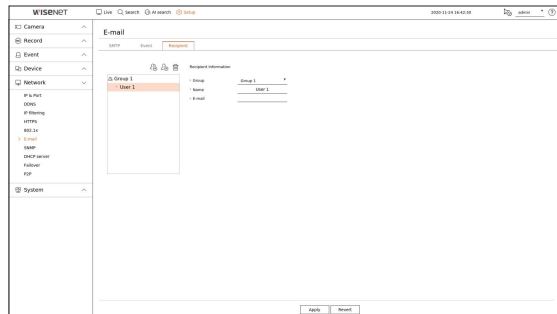 WISENET
Live Search AI search Setup 2020-11-24 16:42:30 admin
Camera
Record
Event
Device
Network
IP & Port
DDNS
IP filtering
HTTPS
802.1x
E-mail
SNMP
DHCP server
Failover
P2P
System
E-mail
SMTP Event Recipient
Group 1
User 1
Recipient Information
Group Group 1
Name User 1
E-mail
Apply Revert